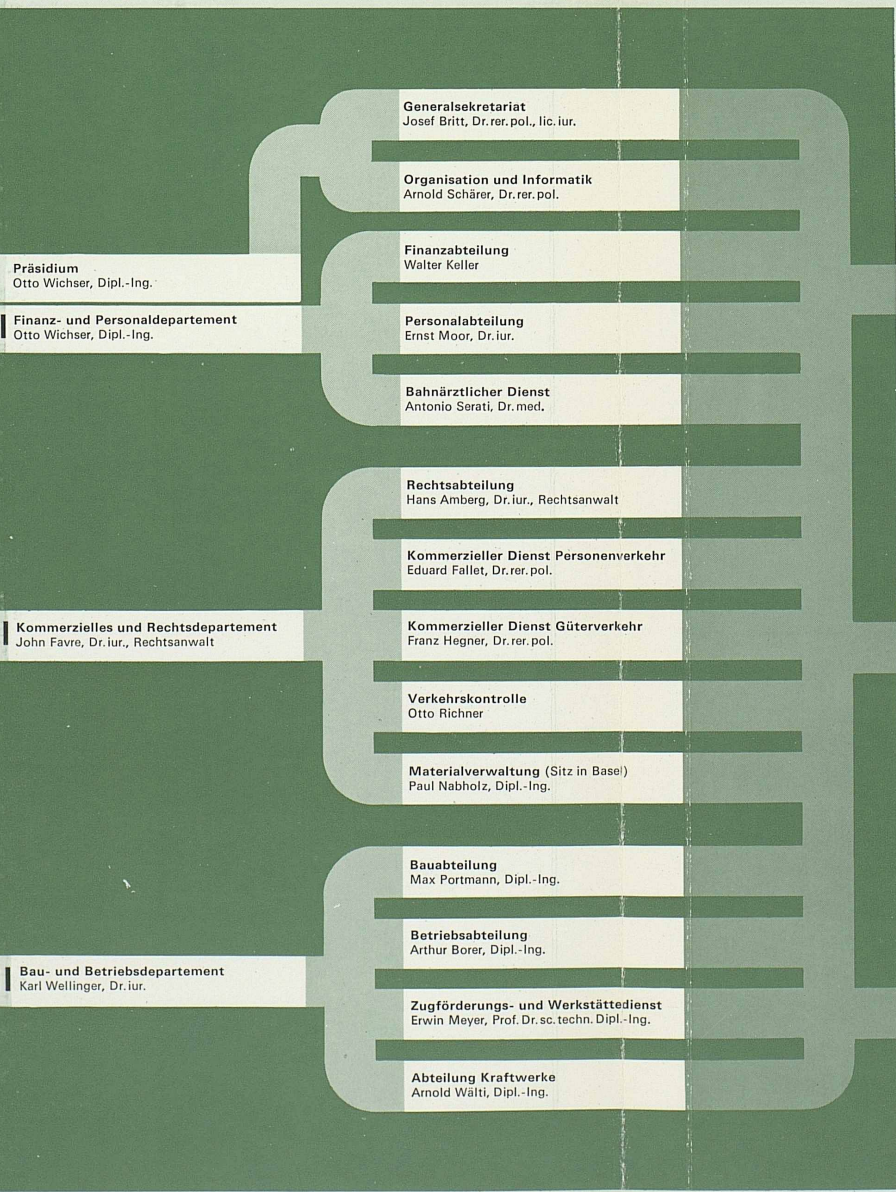 Generalsekretariat
Josef Britt, Dr. rer. pol., lic. iur.
Organisation und Informatik
Arnold Schärer, Dr. rer. pol.
Präsidium
Otto Wichser, Dipl.-Ing.
Finanz- und Personaldepartement
Otto Wichser, Dipl.-Ing.
Finanzabteilung
Walter Keller
Personalabteilung
Ernst Moor, Dr. iur.
Bahnärztlicher Dienst
Antonio Serati, Dr. med.
Kommerzielles und Rechtsdepartement
John Favre, Dr. iur., Rechtsanwalt
Rechtsabteilung
Hans Amberg, Dr. iur., Rechtsanwalt
Kommerzieller Dienst Personenverkehr
Eduard Fallet, Dr. rer. pol.
Kommerzieller Dienst Güterverkehr
Franz Hegner, Dr. rer. pol.
Verkehrskontrolle
Otto Richner
Materialverwaltung (Sitz in Basel)
Paul Nabholz, Dipl.-Ing.
Bau- und Betriebsdepartement
Karl Wellinger, Dr. iur.
Bauabteilung
Max Portmann, Dipl.-Ing.
Betriebsabteilung
Arthur Borer, Dipl.-Ing.
Zugförderungs- und Werkstättedienst
Erwin Meyer, Prof. Dr. sc. techn. Dipl.-Ing.
Abteilung Kraftwerke
Arnold Wälti, Dipl.-Ing.